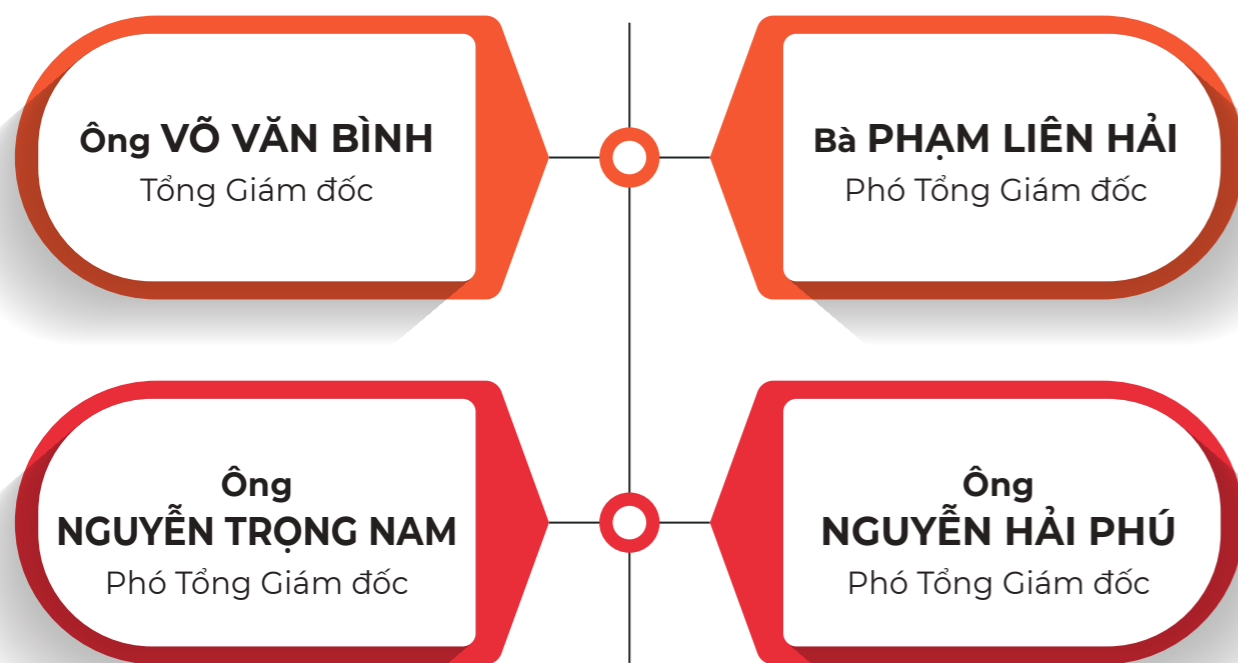 Ông VÕ VĂN BÌNH
Tổng Giám đốc
Bà PHẠM LIÊN HẢI
Phó Tổng Giám đốc
Ông
NGUYỄN TRỌNG NAM
Phó Tổng Giám đốc
Ông
NGUYỄN HẢI PHÚ
Phó Tổng Giám đốc